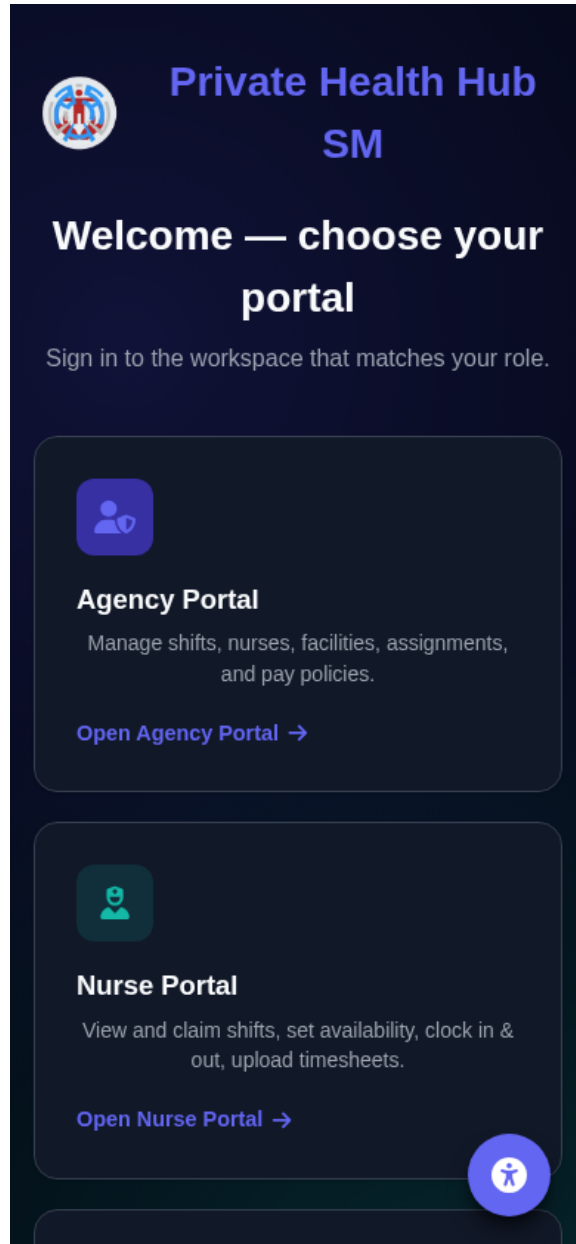 Private Health Hub
SM
Welcome — choose your
portal
Sign in to the workspace that matches your role.
Agency Portal
Manage shifts, nurses, facilities, assignments,
and pay policies.
Open Agency Portal →
Nurse Portal
View and claim shifts, set availability, clock in &
out, upload timesheets.
Open Nurse Portal →